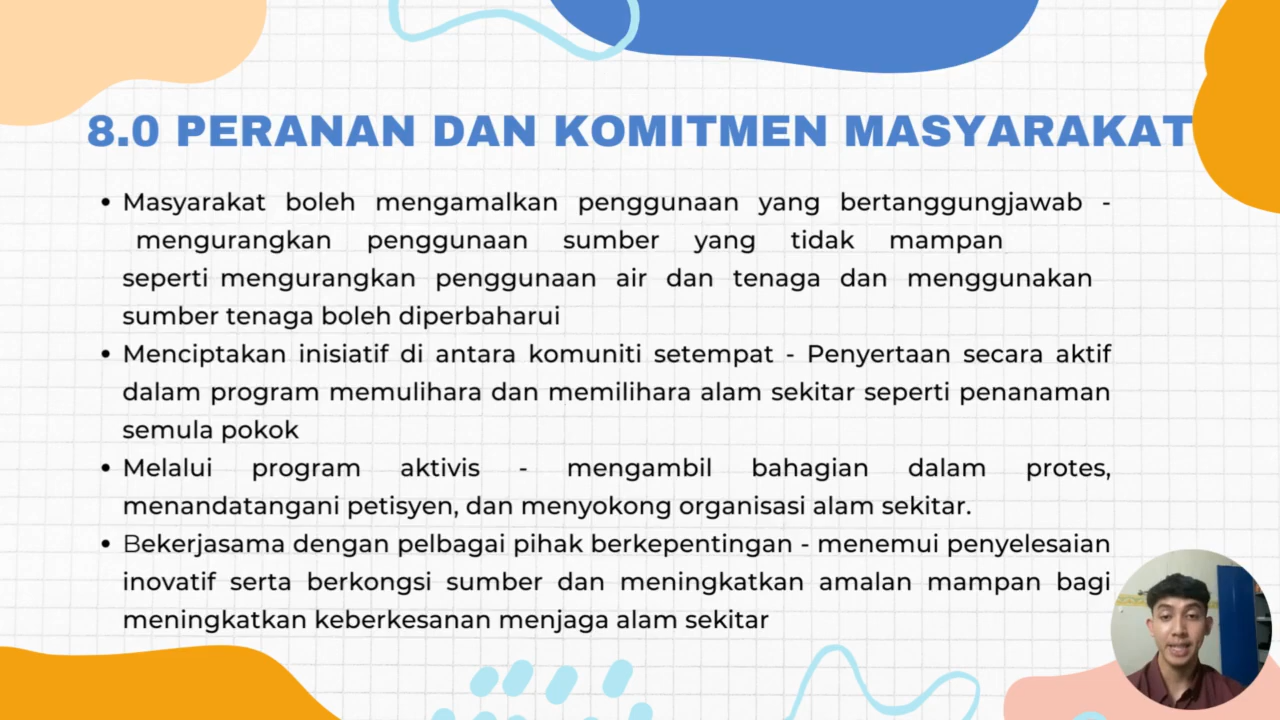 8.0 PERANAN DAN KOMITMEN MASYARAKAT
• Masyarakat boleh mengamalkan penggunaan yang bertanggungjawab -
mengurangkan penggunaan sumber yang tidak mampan
seperti mengurangkan penggunaan air dan tenaga dan menggunakan
sumber tenaga boleh diperbaharui
• Menciptakan inisiatif di antara komuniti setempat - Penyertaan secara aktif
dalam program memulihara dan memilihara alam sekitar seperti penanaman
semula pokok
• Melalui program aktivis - mengambil bahagian dalam protes,
menandatangani petisyen, dan menyokong organisasi alam sekitar.
• Bekerjasama dengan pelbagai pihak berkepentingan - menemui penyelesaian
inovatif serta berkongsi sumber dan meningkatkan amalan mampan bagi
meningkatkan keberkesanan menjaga alam sekitar